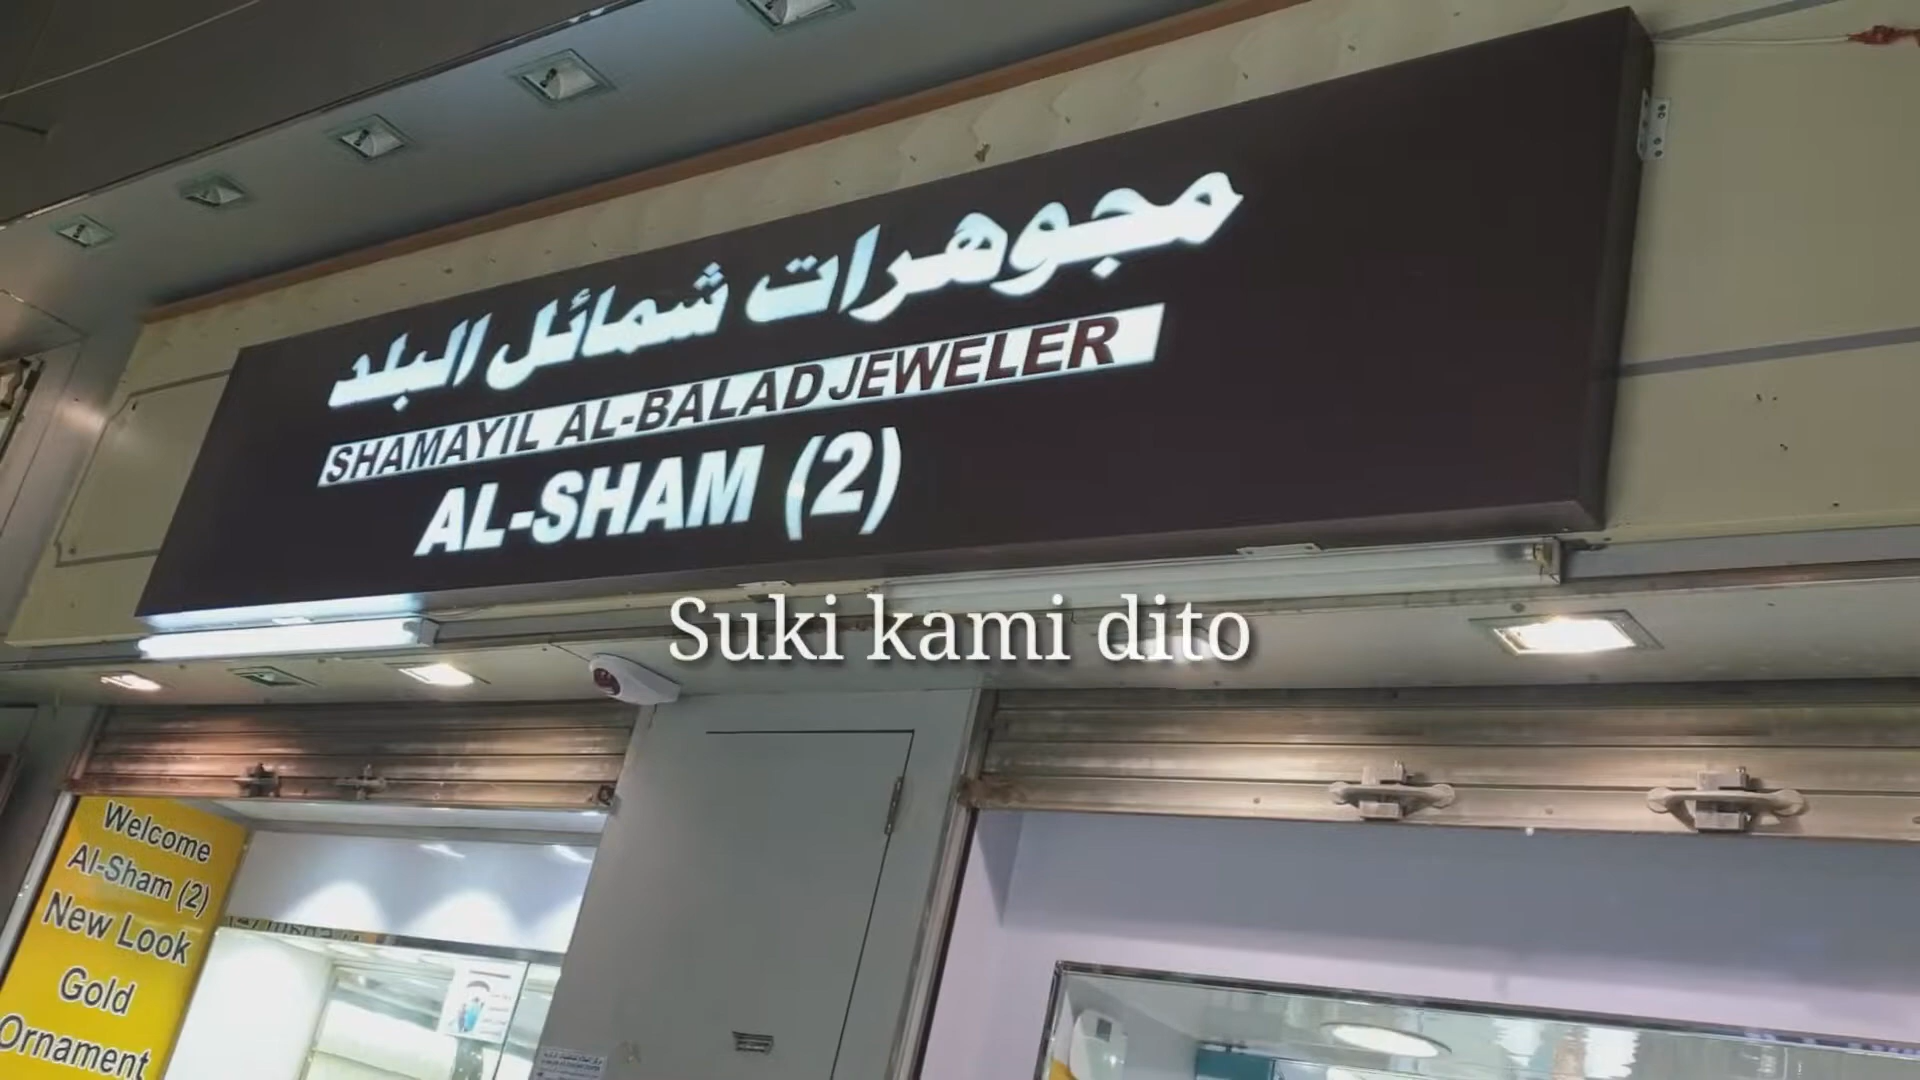 مجوهرات شمائل البلد
SHAMAYIL AL-BALAD JEWELER
AL-SHAM (2)
Suki kami dito
Welcome
Al-Sham (2)
New Look
Gold
Ornament